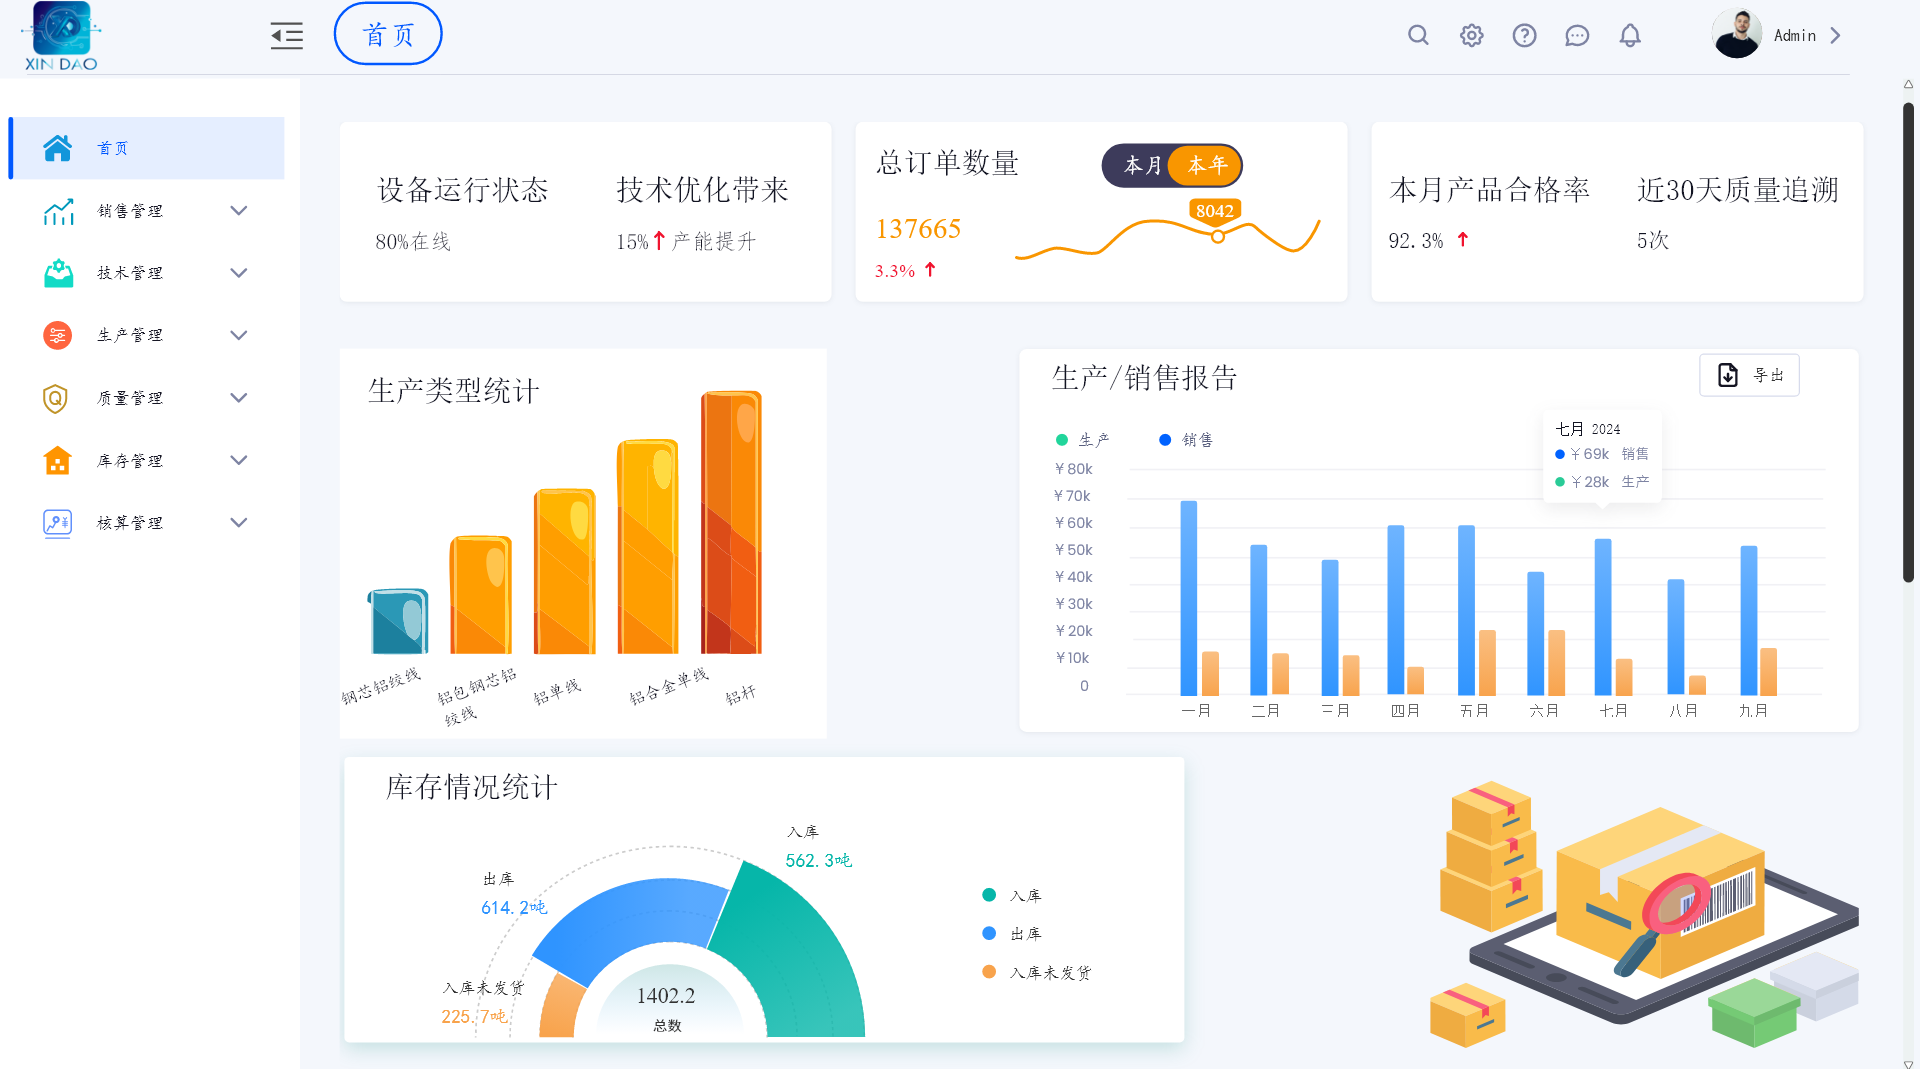 XIN DAO
首页
Admin
首页
销售管理
技术管理
生产管理
质量管理
库存管理
核算管理
设备运行状态
80%在线
技术优化带来
15% 产能提升
总订单数量
本月 本年
137665
8042
3.3%
本月产品合格率
92.3%
近30天质量追溯
5次
生产类型统计
钢芯铝绞线
铝包钢芯铝
绞线
铝单线
铝合金单线
铝杆
生产/销售报告
导出
生产 销售
七月 2024
￥69k 销售
￥28k 生产
￥80k
￥70k
￥60k
￥50k
￥40k
￥30k
￥20k
￥10k
0
一月 二月 三月 四月 五月 六月 七月 八月 九月
库存情况统计
入库
562.3吨
出库
614.2吨
入库未发货
225.7吨
1402.2
总数
入库
出库
入库未发货